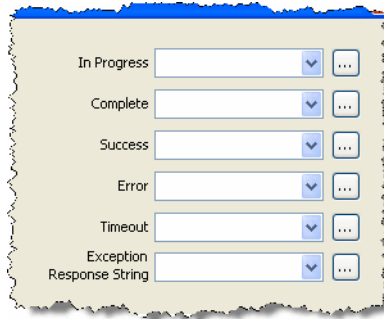 In Progress
...
Complete
...
Success
...
Error
...
Timeout
...
Exception
Response String
...